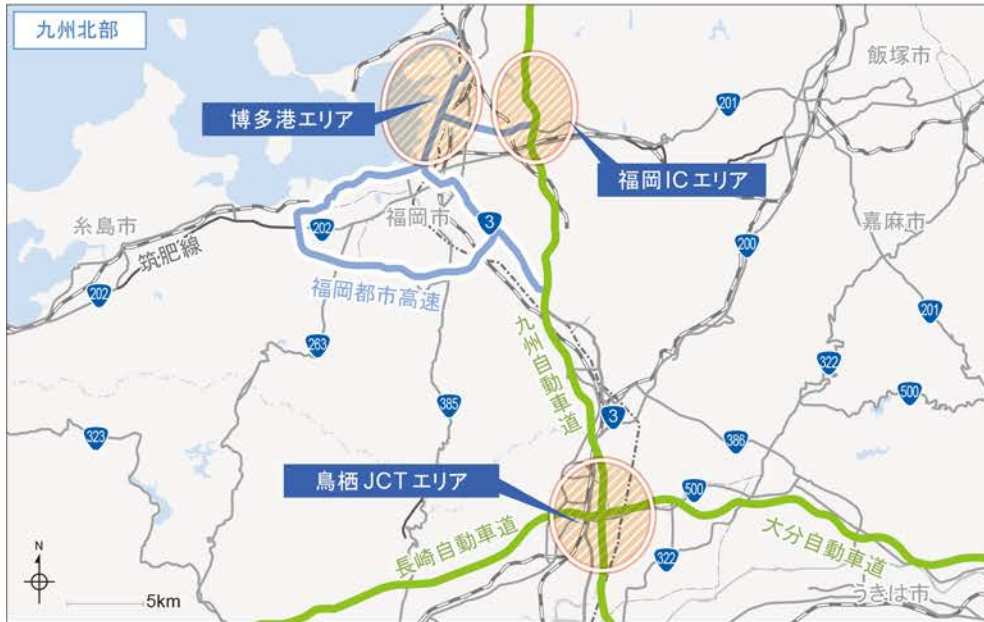 九州北部
飯塚市
201
博多港エリア
福岡ICエリア
糸島市
202
福岡市
3
嘉麻市
200
筑肥線
202
福岡都市高速
201
263
九州自動車道
322
500
385
3
323
386
鳥栖JCTエリア
500
長崎自動車道
大分自動車道
322
うきは市
N
5km